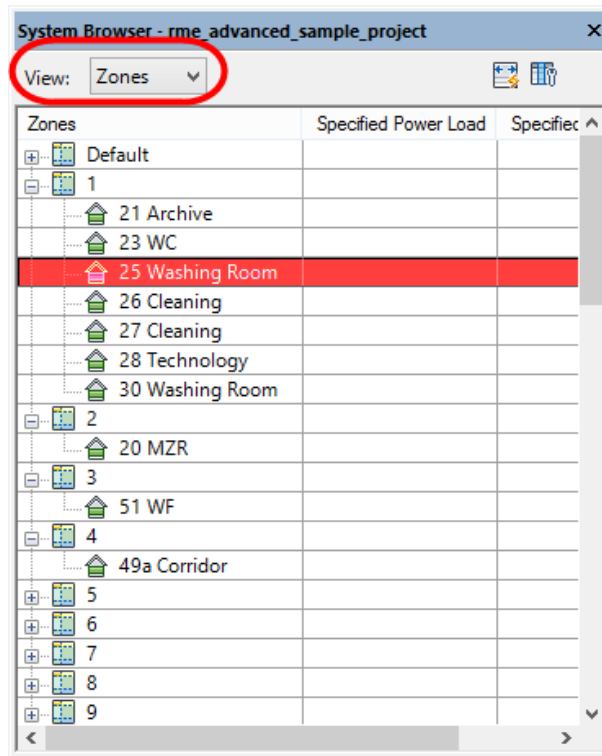 System Browser - rme_advanced_sample_project
View: Zones
Zones Specified Power Load Specified
Default
1
21 Archive
23 WC
25 Washing Room
26 Cleaning
27 Cleaning
28 Technology
30 Washing Room
2
20 MZR
3
51 WF
4
49a Corridor
5
6
7
8
9